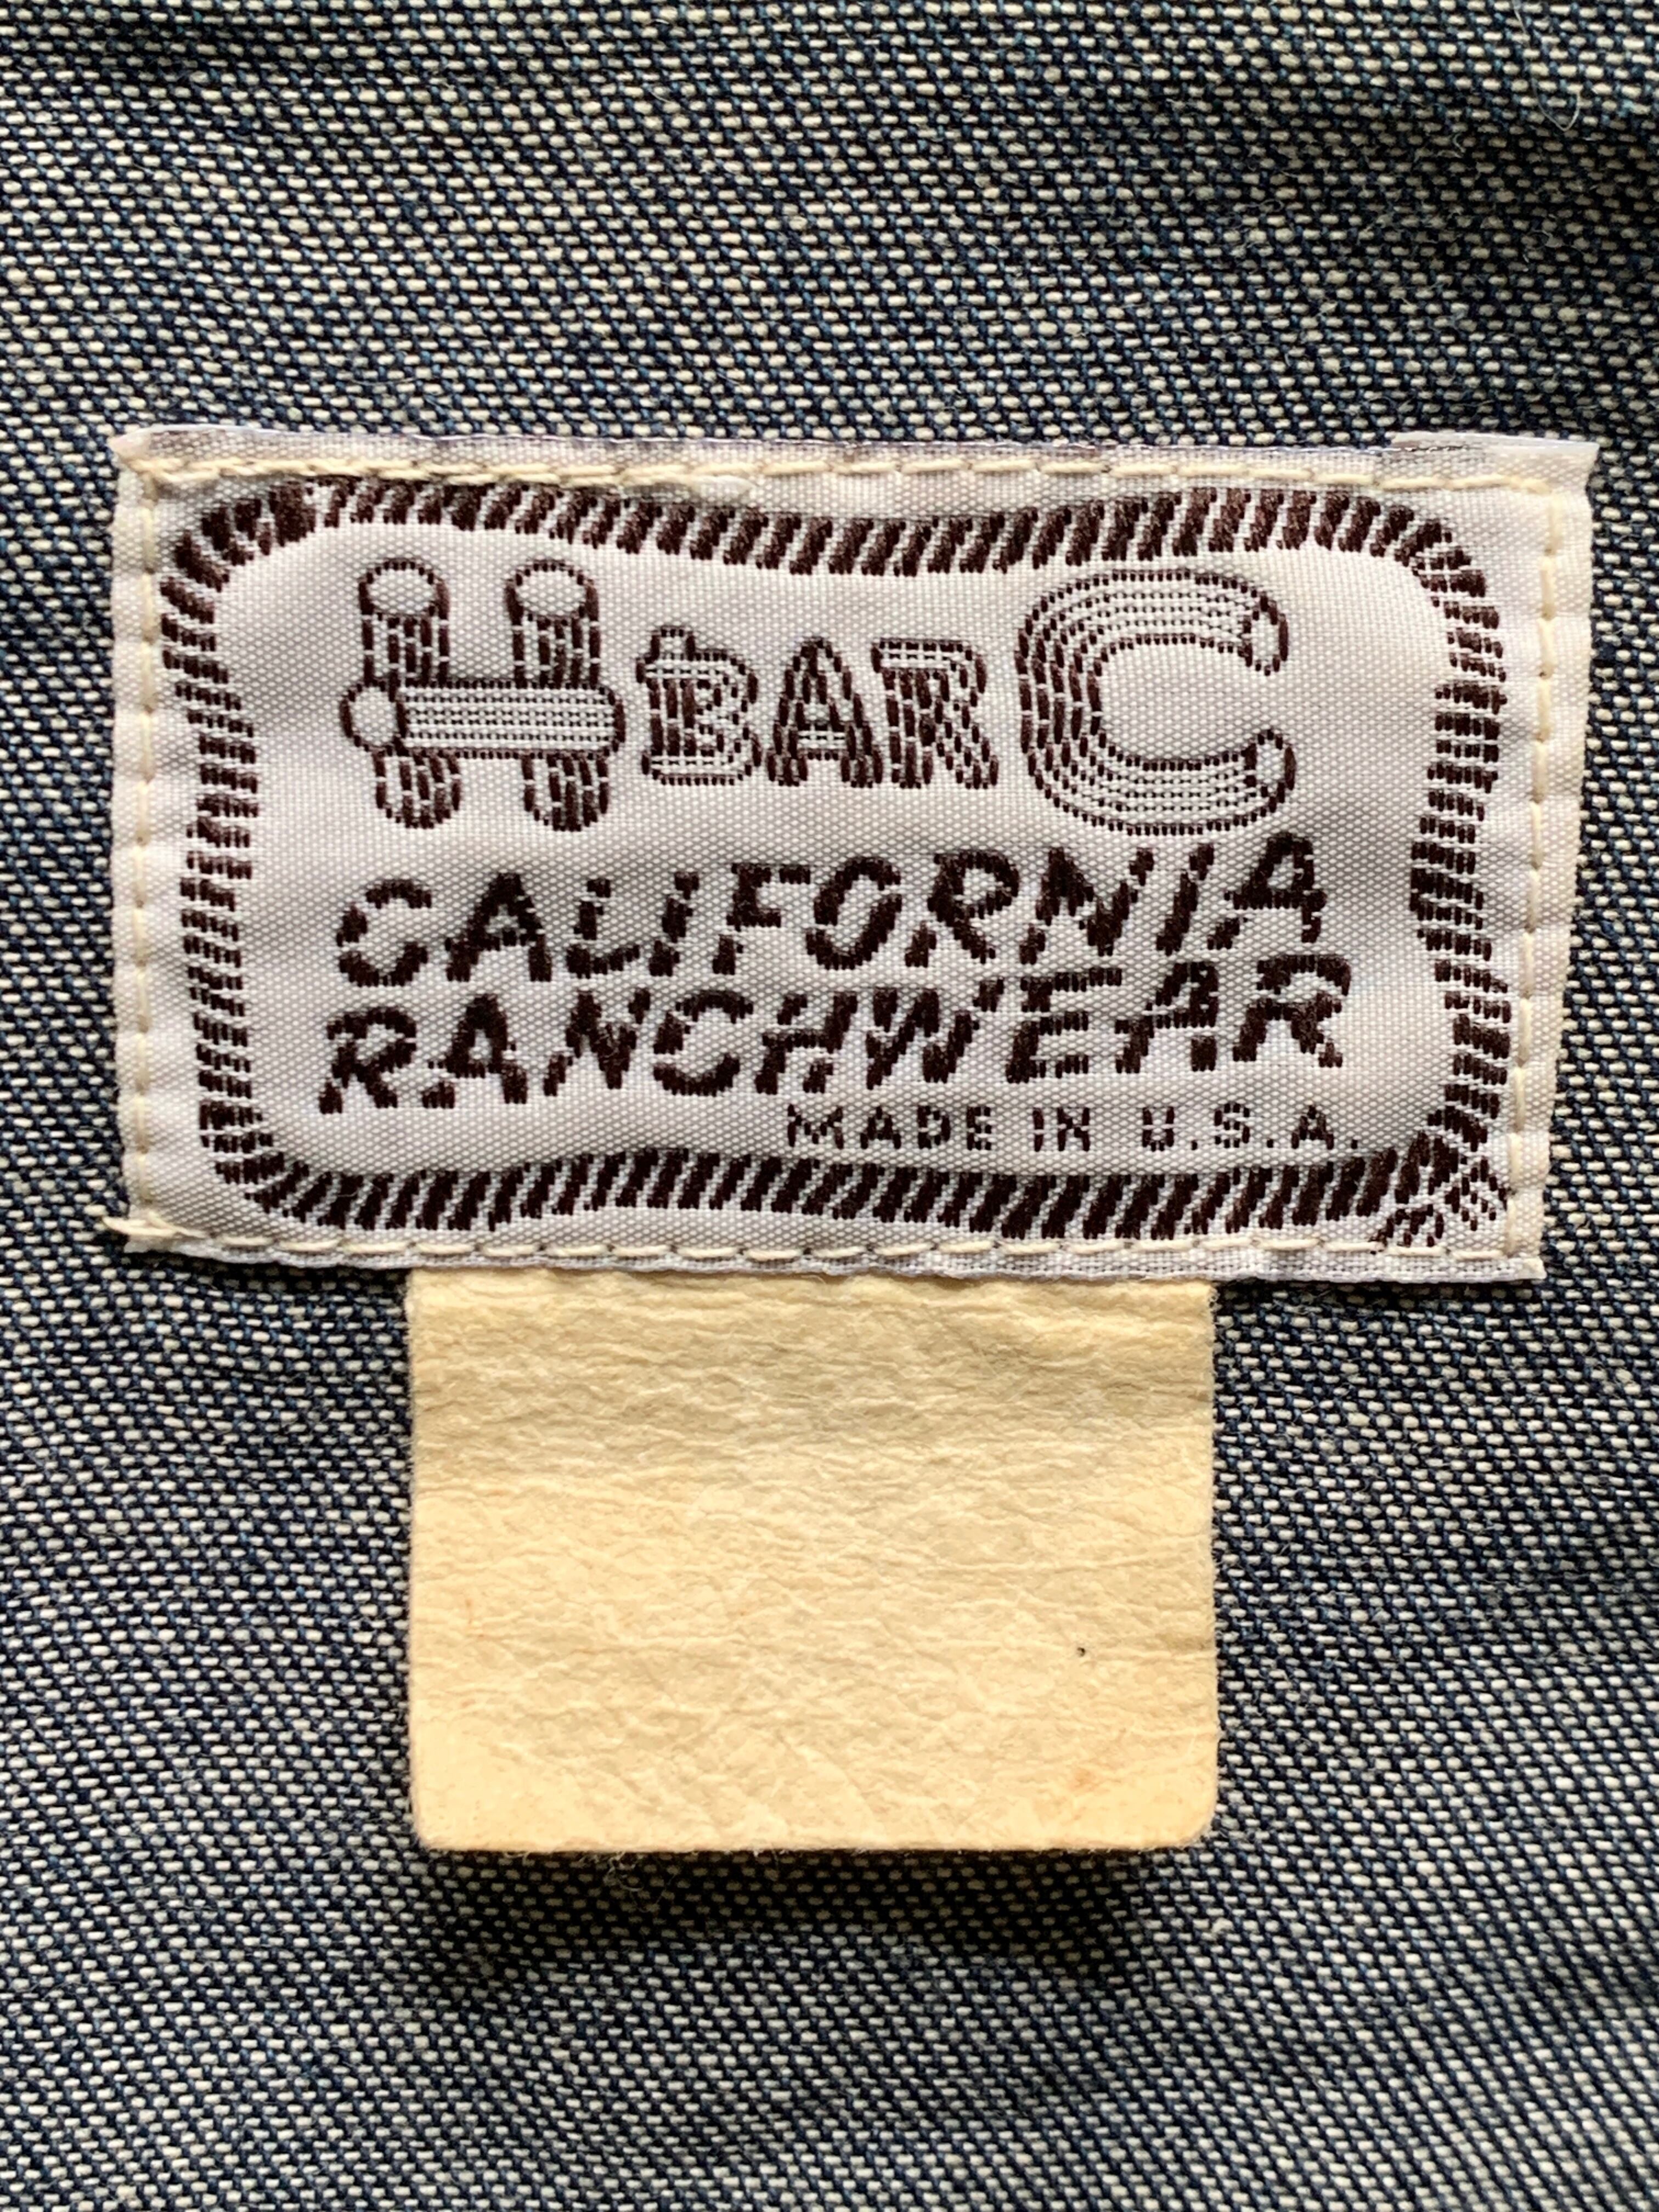 H BAR C
CALIFORNIA
RANCHWEAR
MADE IN U.S.A.